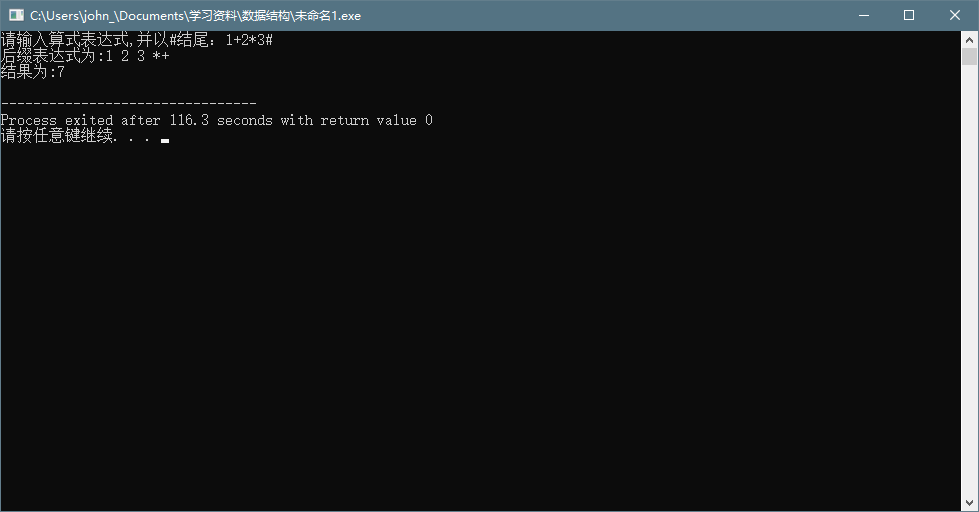 C:\Users\john_\Documents\学习资料\数据结构\未命名1.exe
请输入算式表达式,并以#结尾: 1+2*3#
后缀表达式为:1 2 3 *+
结果为:7
--------------------------------
Process exited after 116.3 seconds with return value 0
请按任意键继续. . .